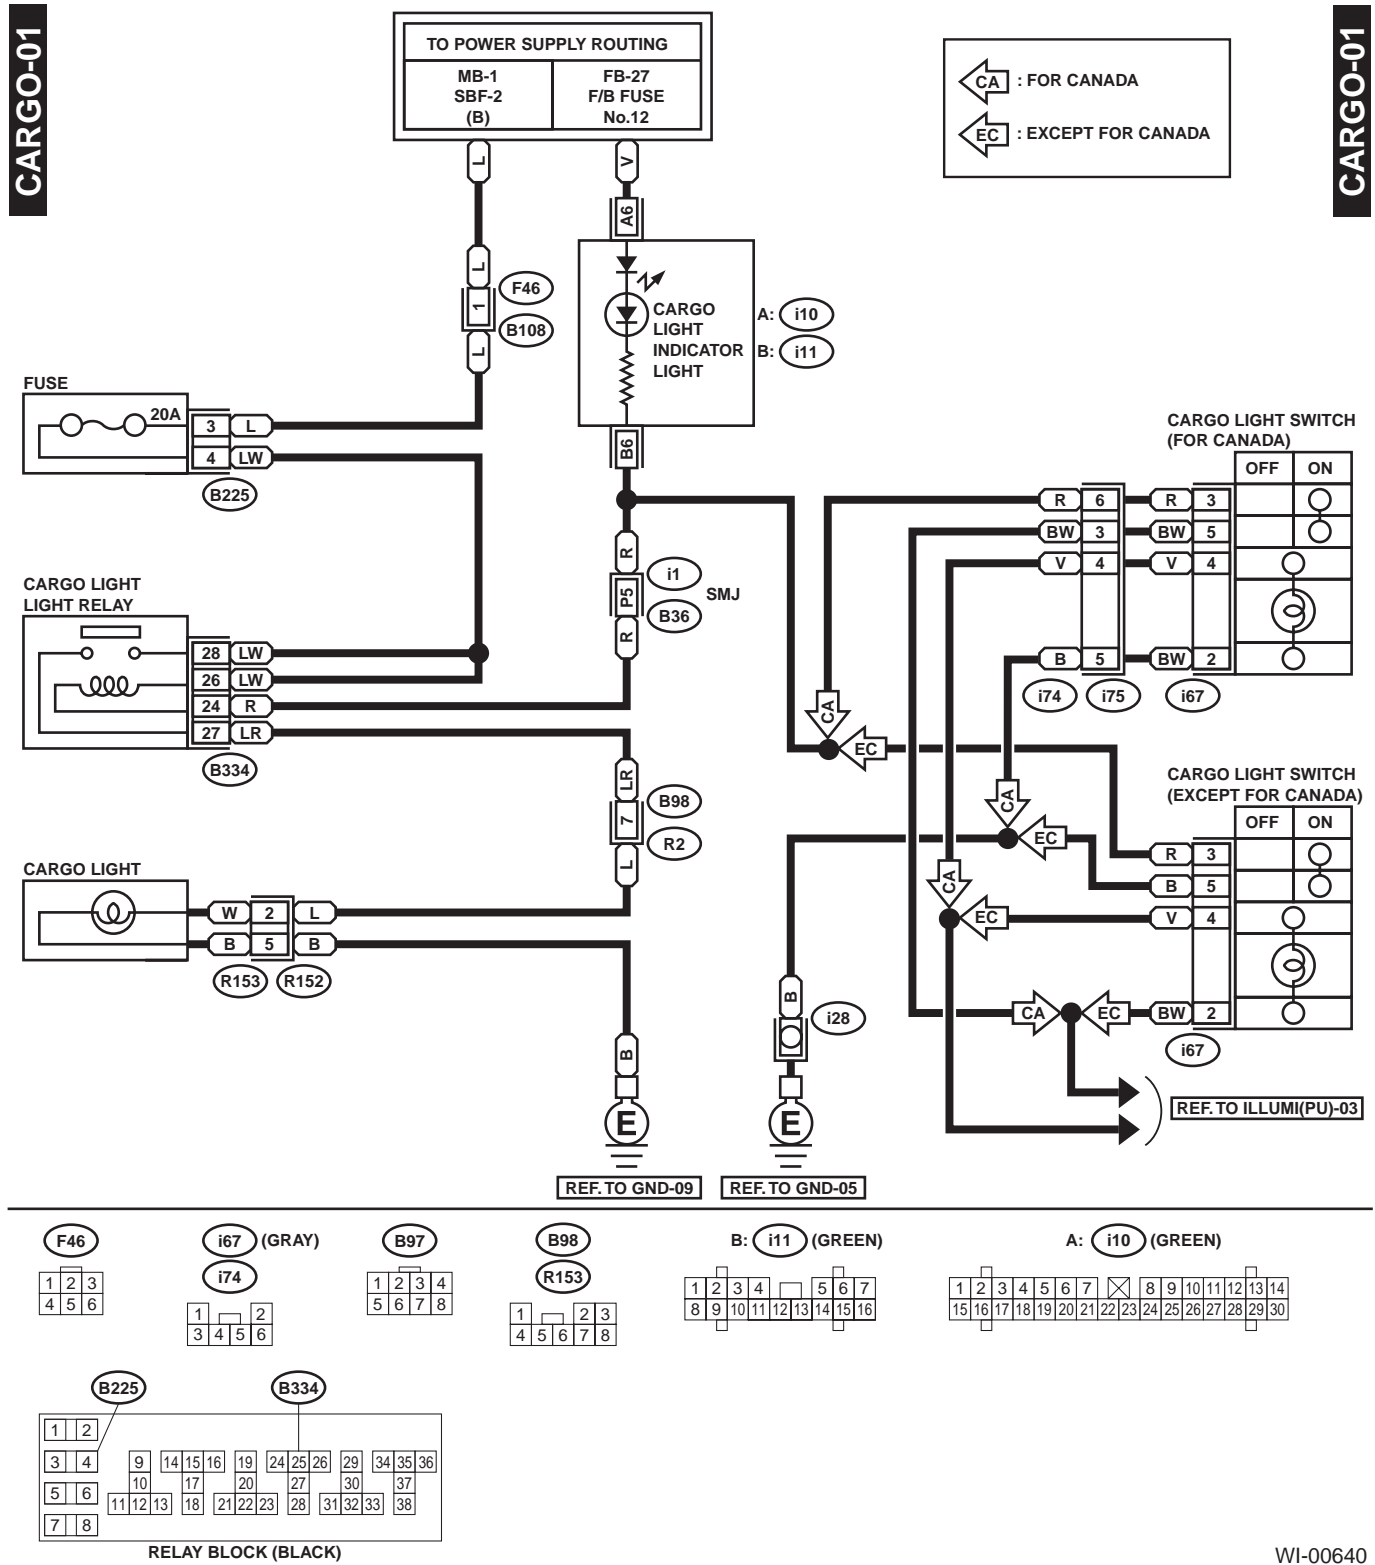 CARGO-01
CARGO-01
TO POWER SUPPLY ROUTING
MB-1
SBF-2
(B)
FB-27
F/B FUSE
No.12
CA : FOR CANADA
EC : EXCEPT FOR CANADA
L
V
A6
L
1
F46
B108
L
CARGO
LIGHT
INDICATOR
LIGHT
A: i10
B: i11
B6
FUSE
20A
3 L
4 LW
B225
CARGO LIGHT SWITCH
(FOR CANADA)
OFF ON
R 6 R 3
BW 3 BW 5
V 4 V 4
B 5 BW 2
i74 i75 i67
R
P5
R
i1
B36
SMJ
CARGO LIGHT
LIGHT RELAY
28 LW
26 LW
24 R
27 LR
B334
CA
EC
LR
7
L
B98
R2
CA
EC
CARGO LIGHT SWITCH
(EXCEPT FOR CANADA)
OFF ON
R 3
B 5
V 4
BW 2
i67
CA
EC
CA EC
CARGO LIGHT
W 2 L
B 5 B
R153 R152
B
B
i28
E
E
REF. TO GND-09
REF. TO GND-05
REF. TO ILLUMI(PU)-03
F46
1 2 3
4 5 6
i67 (GRAY)
i74
1 2
3 4 5 6
B97
1 2 3 4
5 6 7 8
B98
R153
1 2 3
4 5 6 7 8
B: i11 (GREEN)
1 2 3 4 5 6 7
8 9 10 11 12 13 14 15 16
A: i10 (GREEN)
1 2 3 4 5 6 7 8 9 10 11 12 13 14
15 16 17 18 19 20 21 22 23 24 25 26 27 28 29 30
B225
B334
1 2
3 4
5 6
7 8
9 14 15 16 19 24 25 26 29 34 35 36
10 17 20 27 30 37
11 12 13 18 21 22 23 28 31 32 33 38
RELAY BLOCK (BLACK)
WI-00640